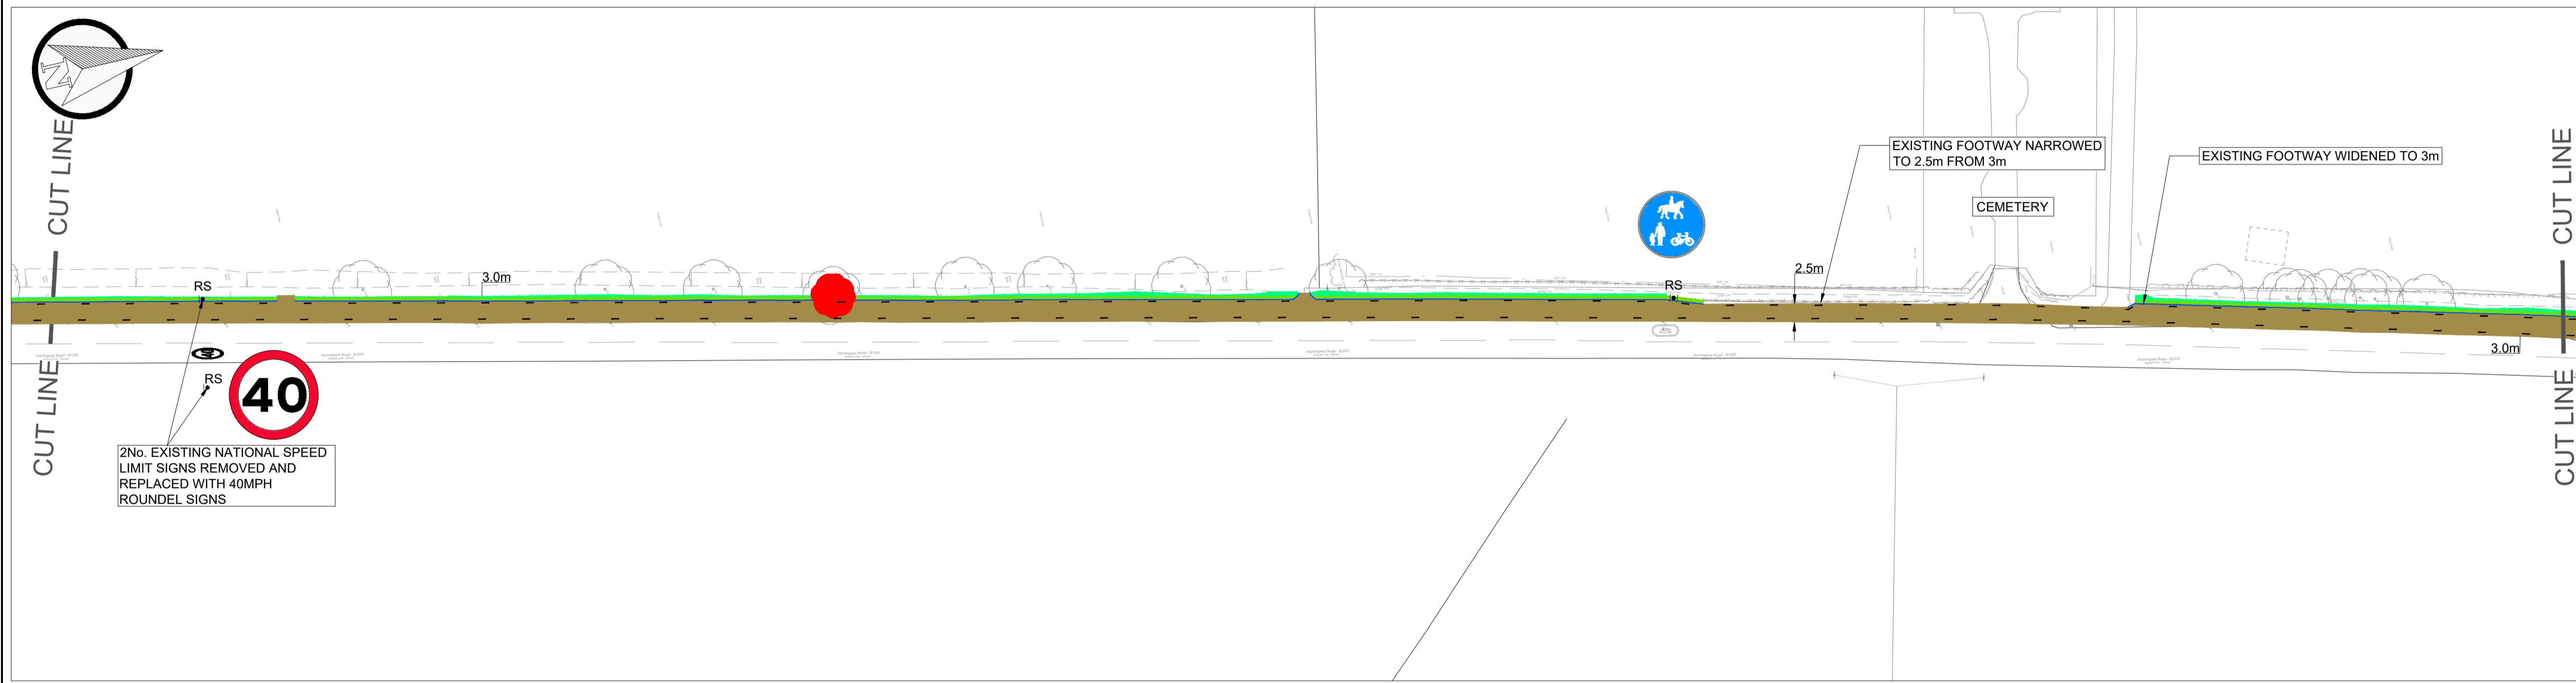 N
CUT LINE
CUT LINE
RS
3.0m
RS
40
40
2No. EXISTING NATIONAL SPEED
LIMIT SIGNS REMOVED AND
REPLACED WITH 40MPH
ROUNDEL SIGNS
RS
2.5m
EXISTING FOOTWAY NARROWED
TO 2.5m FROM 3m
CEMETERY
EXISTING FOOTWAY WIDENED TO 3m
3.0m
CUT LINE
CUT LINE